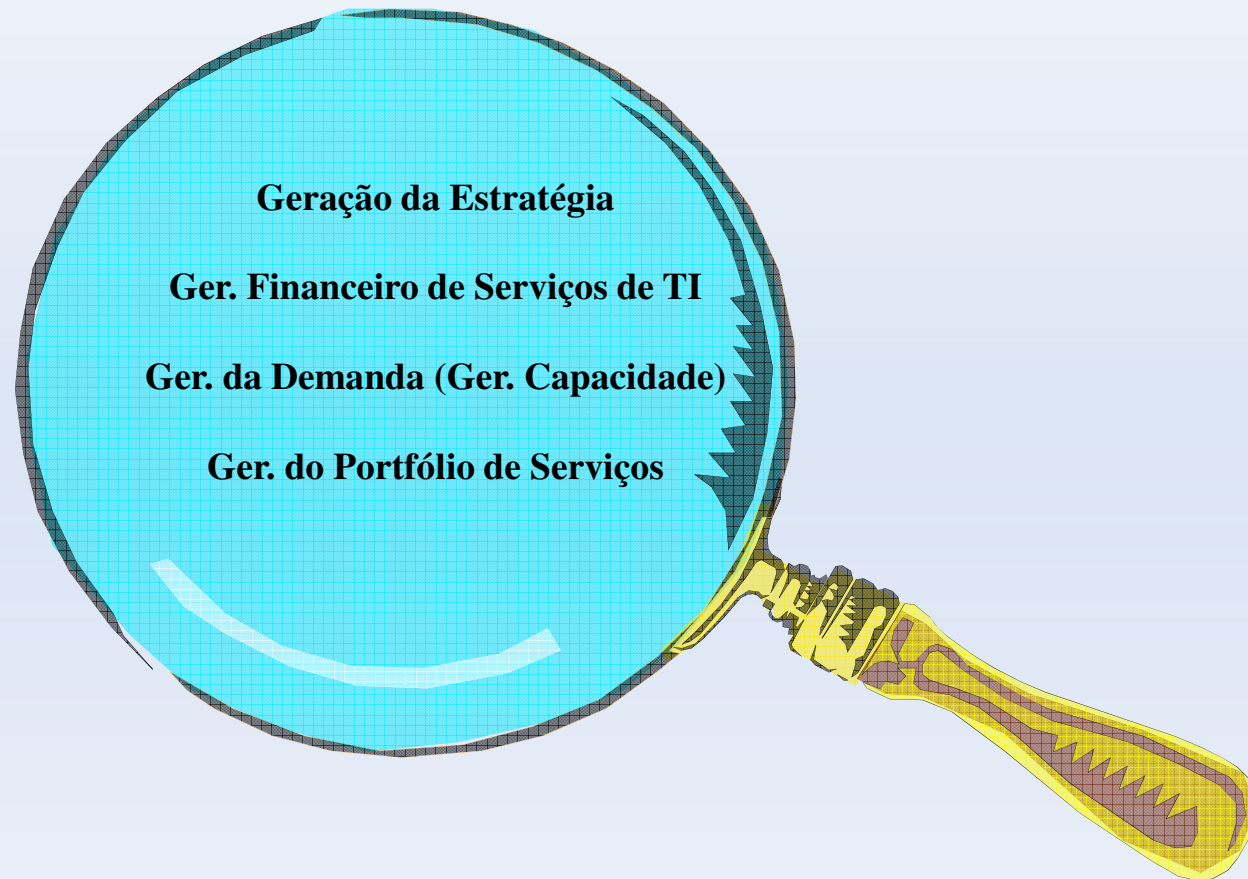 Geração da Estratégia
Ger. Financeiro de Serviços de TI
Ger. da Demanda (Ger. Capacidade)
Ger. do Portfólio de Serviços